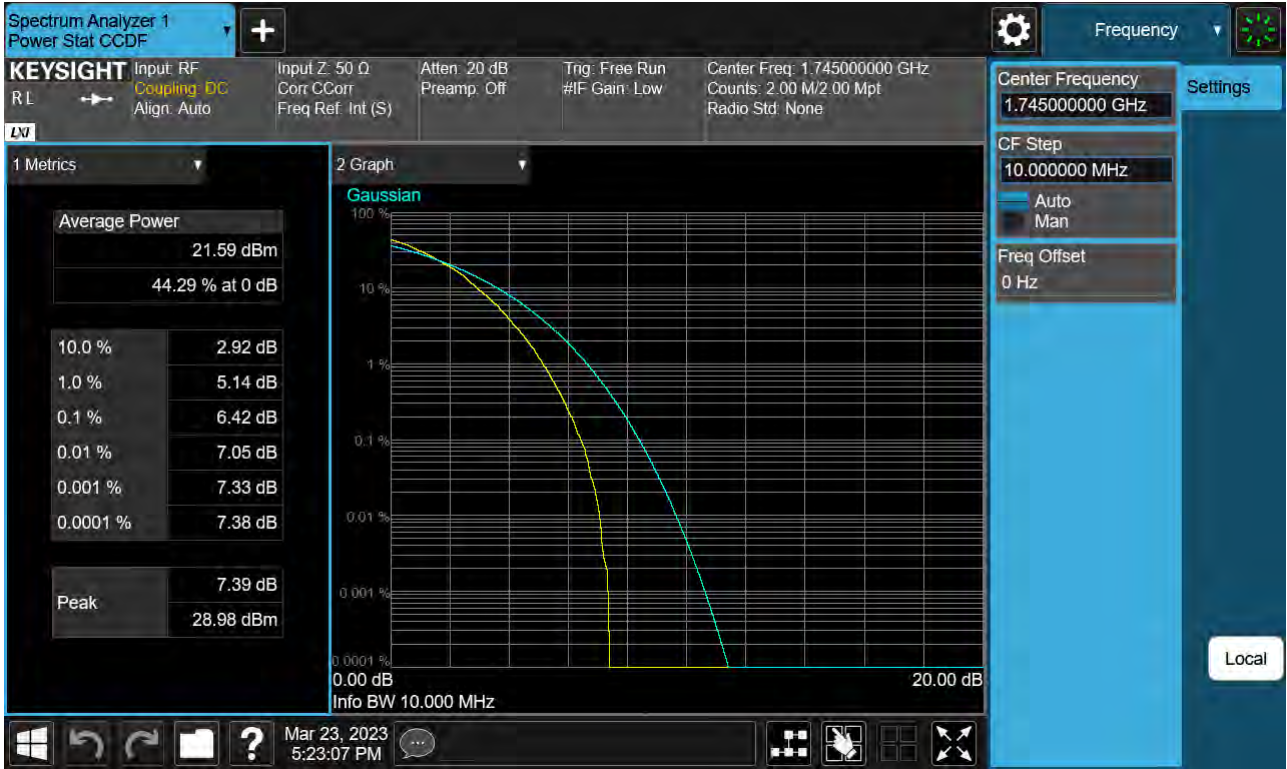 Spectrum Analyzer 1
Power Stat CCDF
Frequency
KEYSIGHT
R L
LXI
Input: RF
Coupling: DC
Align: Auto
Input Z: 50 Ω
Corr CCorr
Freq Ref: Int (S)
Atten: 20 dB
Preamp: Off
Trig: Free Run
#IF Gain: Low
Center Freq: 1.745000000 GHz
Counts: 2.00 M/2.00 Mpt
Radio Std: None
1 Metrics
Average Power
21.59 dBm
44.29 % at 0 dB
10.0 % 2.92 dB
1.0 % 5.14 dB
0.1 % 6.42 dB
0.01 % 7.05 dB
0.001 % 7.33 dB
0.0001 % 7.38 dB
Peak
7.39 dB
28.98 dBm
2 Graph
Gaussian
100 %
10 %
1 %
0.1 %
0.01 %
0.001 %
0.0001 %
0.00 dB 20.00 dB
Info BW 10.000 MHz
Center Frequency
1.745000000 GHz
CF Step
10.000000 MHz
Auto
Man
Freq Offset
0 Hz
Settings
Local
?
Mar 23, 2023
5:23:07 PM